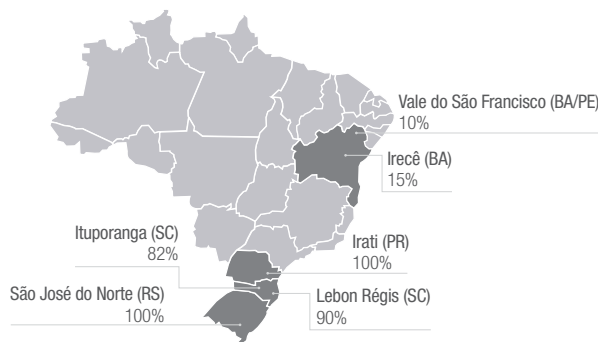 Vale do São Francisco (BA/PE)
10%
Irecê (BA)
15%
Ituporanga (SC)
82%
Irati (PR)
100%
São José do Norte (RS)
100%
Lebon Régis (SC)
90%